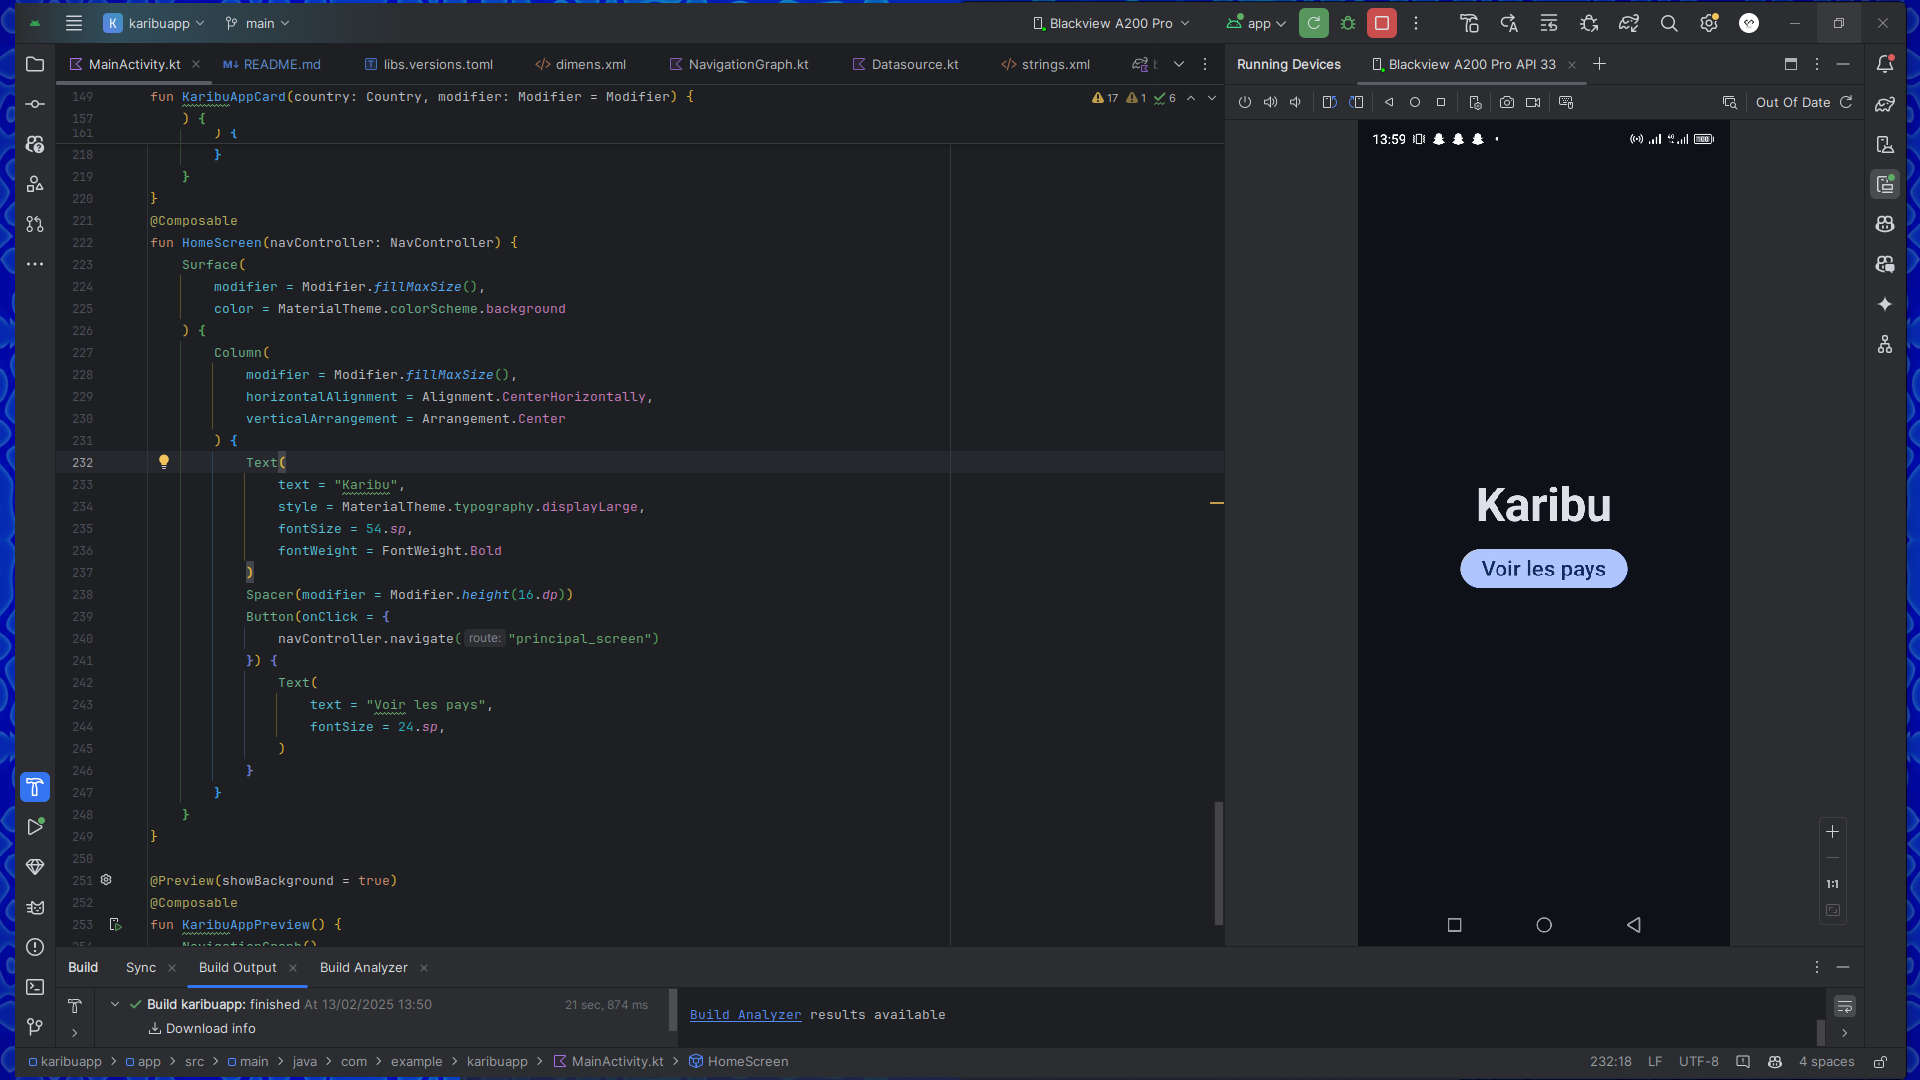 K karibuapp main Blackview A200 Pro app
MainActivity.kt README.md libs.versions.toml dimens.xml NavigationGraph.kt Datasource.kt strings.xml
Running Devices Blackview A200 Pro API 33
Out Of Date
17 1 6
149 fun KaribuAppCard(country: Country, modifier: Modifier = Modifier) {
157 ) {
161 ) {
218 }
219 }
220 }
221 @Composable
222 fun HomeScreen(navController: NavController) {
223 Surface(
224 modifier = Modifier.fillMaxSize(),
225 color = MaterialTheme.colorScheme.background
226 ) {
227 Column(
228 modifier = Modifier.fillMaxSize(),
229 horizontalAlignment = Alignment.CenterHorizontally,
230 verticalArrangement = Arrangement.Center
231 ) {
232 Text(
233 text = "Karibu",
234 style = MaterialTheme.typography.displayLarge,
235 fontSize = 54.sp,
236 fontWeight = FontWeight.Bold
237 )
238 Spacer(modifier = Modifier.height(16.dp))
239 Button(onClick = {
240 navController.navigate( route: "principal_screen")
241 }) {
242 Text(
243 text = "Voir les pays",
244 fontSize = 24.sp,
245 )
246 }
247 }
248 }
249 }
250
251 @Preview(showBackground = true)
252 @Composable
253 fun KaribuAppPreview() {
254 NavigationGraph()
13:59
100
Karibu
Voir les pays
1:1
Build Sync Build Output Build Analyzer
Build karibuapp: finished At 13/02/2025 13:50 21 sec, 874 ms
Download info
Build Analyzer results available
karibuapp > app > src > main > java > com > example > karibuapp > MainActivity.kt > HomeScreen
232:18 LF UTF-8 4 spaces